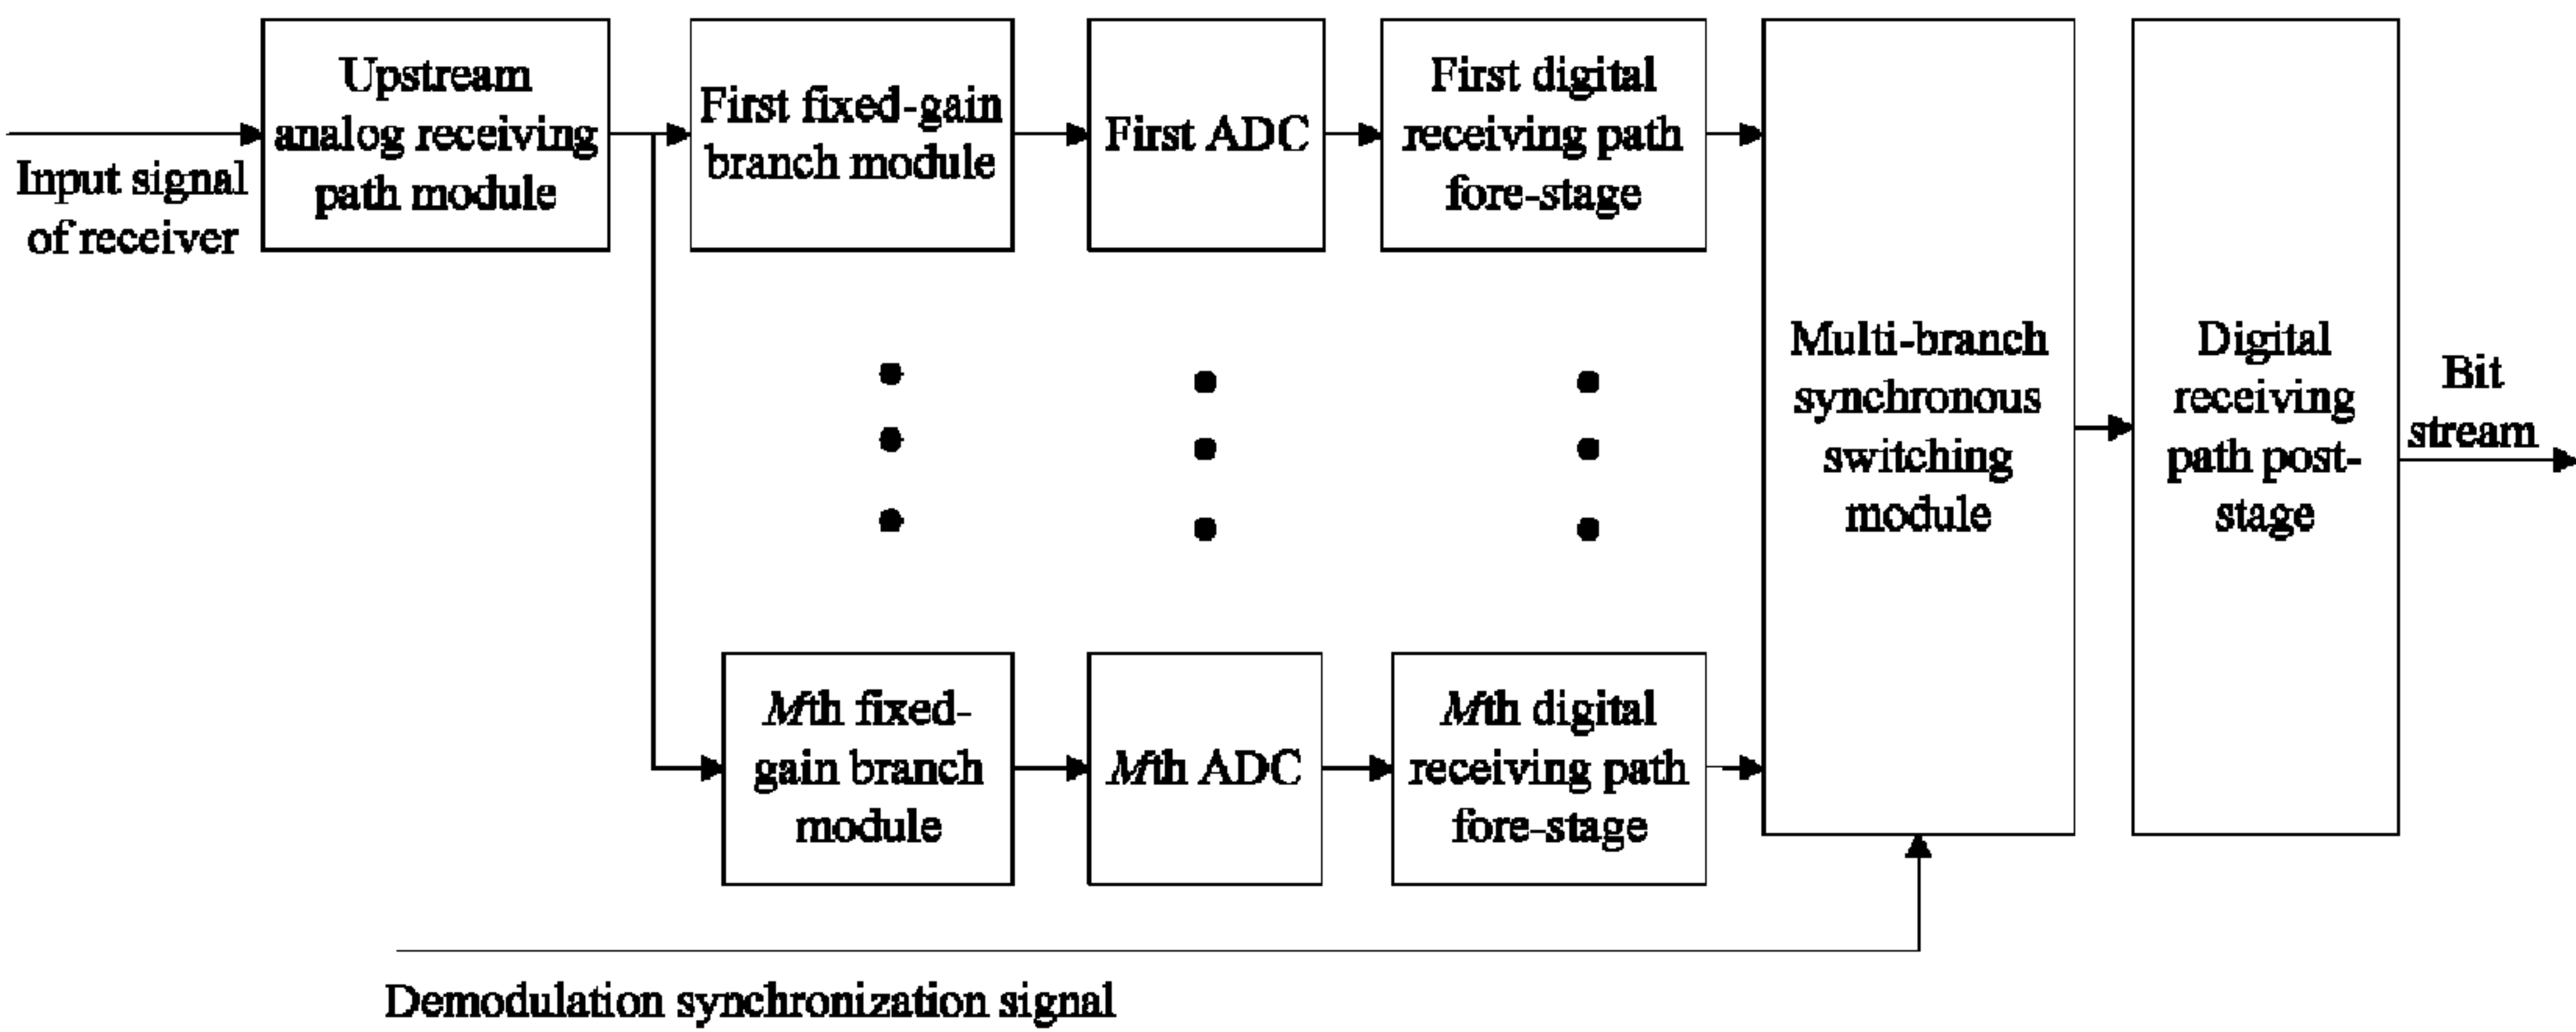 Upstream
analog receiving
path module
First fixed-gain
branch module
First ADC
First digital
receiving path
fore-stage
Input signal
of receiver
Multi-branch
synchronous
switching
module
Digital
receiving
path post-
stage
Bit
stream
Mth fixed-
gain branch
module
Mth ADC
Mth digital
receiving path
fore-stage
Demodulation synchronization signal